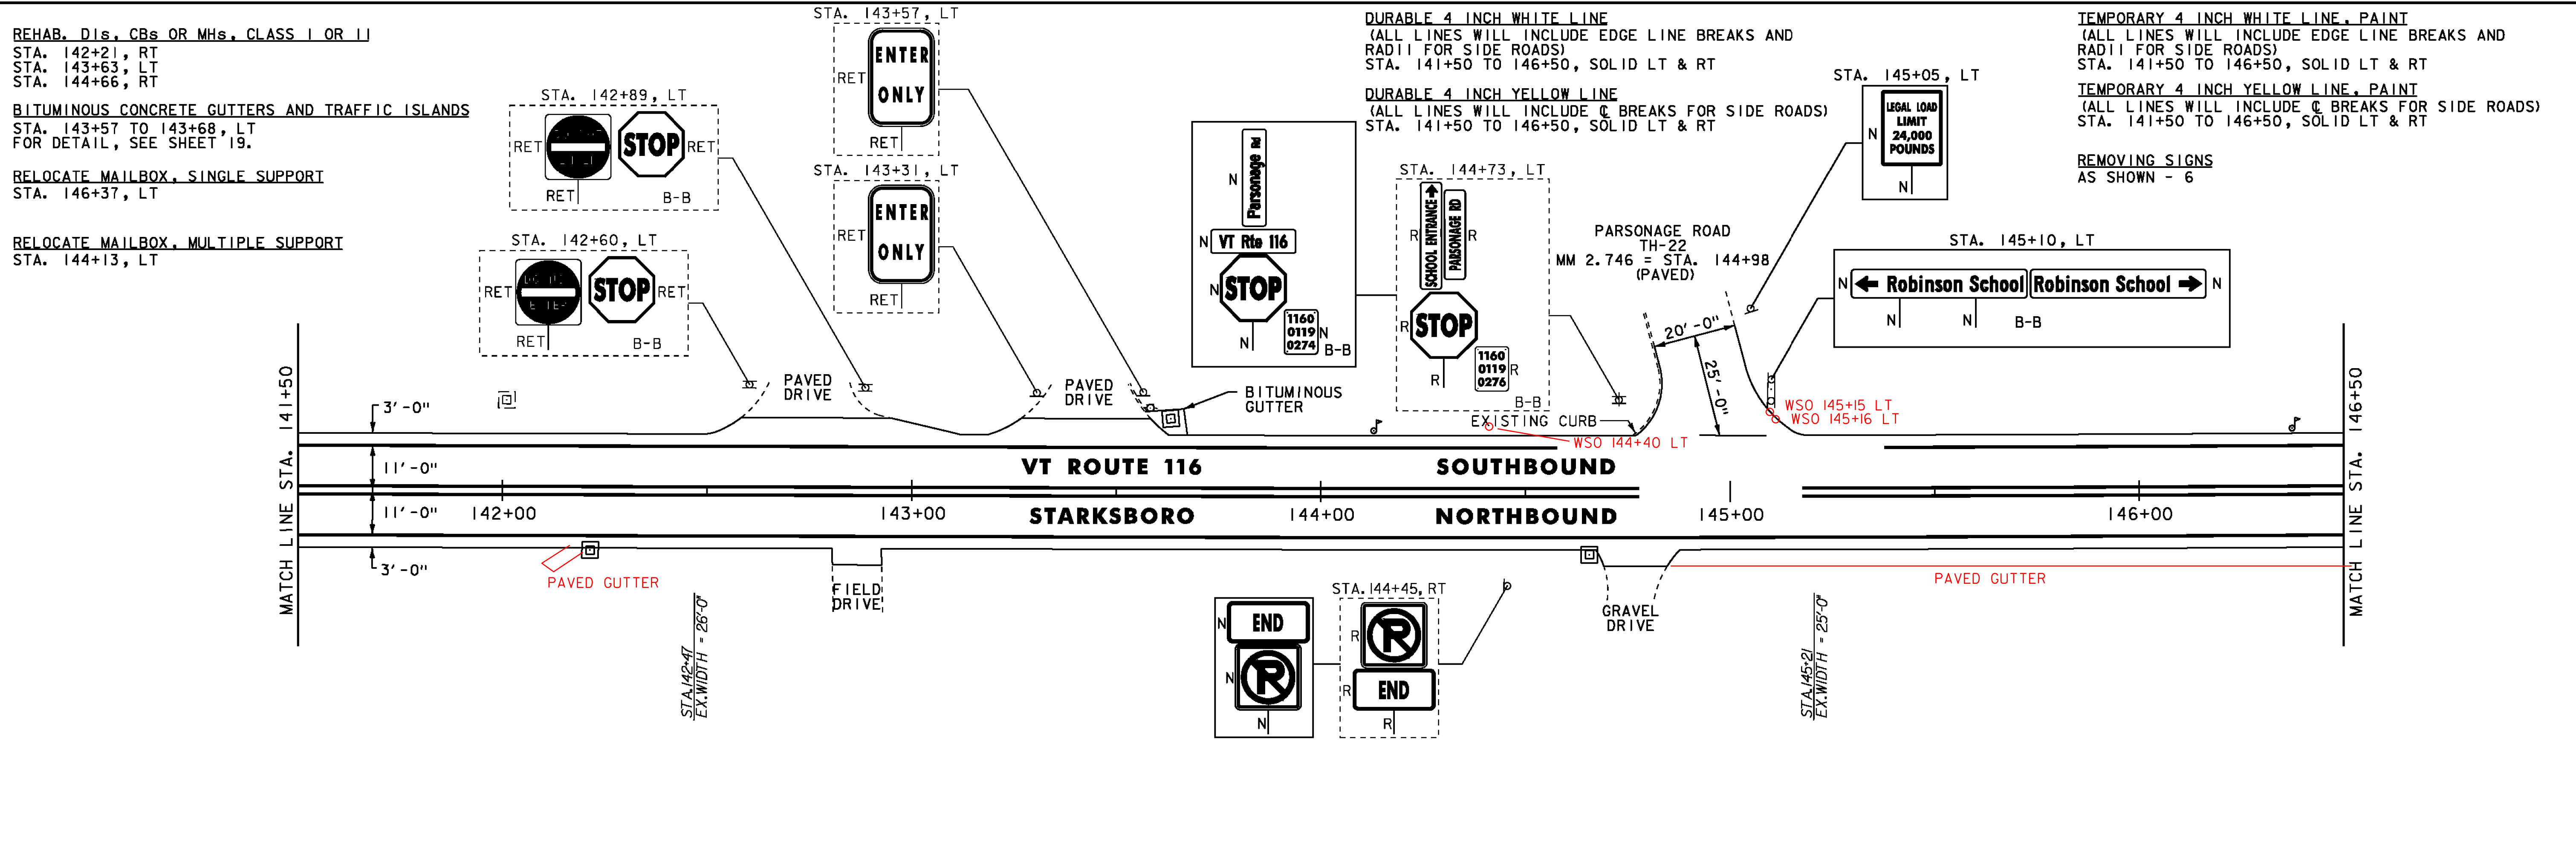 REHAB. DIs, CBs OR MHs, CLASS I OR II
STA. 142+21, RT
STA. 143+63, LT
STA. 144+66, RT
BITUMINOUS CONCRETE GUTTERS AND TRAFFIC ISLANDS
STA. 143+57 TO 143+68, LT
FOR DETAIL, SEE SHEET 19.
RELOCATE MAILBOX, SINGLE SUPPORT
STA. 146+37, LT
RELOCATE MAILBOX, MULTIPLE SUPPORT
STA. 144+13, LT
STA. 142+89, LT
RET
STOP
RET
RET
B-B
STA. 142+60, LT
RET
STOP
RET
RET
B-B
STA. 143+57, LT
RET
ENTER
ONLY
RET
STA. 143+31, LT
RET
ENTER
ONLY
RET
DURABLE 4 INCH WHITE LINE
(ALL LINES WILL INCLUDE EDGE LINE BREAKS AND
RADII FOR SIDE ROADS)
STA. 141+50 TO 146+50, SOLID LT & RT
DURABLE 4 INCH YELLOW LINE
(ALL LINES WILL INCLUDE ℄ BREAKS FOR SIDE ROADS)
STA. 141+50 TO 146+50, SOLID LT & RT
TEMPORARY 4 INCH WHITE LINE, PAINT
(ALL LINES WILL INCLUDE EDGE LINE BREAKS AND
RADII FOR SIDE ROADS)
STA. 141+50 TO 146+50, SOLID LT & RT
TEMPORARY 4 INCH YELLOW LINE, PAINT
(ALL LINES WILL INCLUDE ℄ BREAKS FOR SIDE ROADS)
STA. 141+50 TO 146+50, SOLID LT & RT
REMOVING SIGNS
AS SHOWN - 6
N
Parsonage Rd
N
VT Rte 116
N
STOP
N
1160
0119
0274
N
B-B
STA. 144+73, LT
R
SCHOOL ENTRANCE
PARSONAGE RD
R
R
STOP
R
1160
0119
0276
R
B-B
PARSONAGE ROAD
TH-22
MM 2.746 = STA. 144+98
(PAVED)
STA. 145+05, LT
N
LEGAL LOAD
LIMIT
24,000
POUNDS
N
STA. 145+10, LT
N
← Robinson School
Robinson School →
N
N
N
B-B
20'-0"
25'-0"
MATCH LINE STA. 141+50
3'-0"
11'-0"
11'-0"
3'-0"
PAVED
DRIVE
PAVED
DRIVE
BITUMINOUS
GUTTER
EXISTING CURB
WSO 144+40 LT
WSO 145+15 LT
WSO 145+16 LT
VT ROUTE 116
SOUTHBOUND
142+00
143+00
STARKSBORO
144+00
NORTHBOUND
145+00
146+00
MATCH LINE STA. 146+50
PAVED GUTTER
FIELD
DRIVE
GRAVEL
DRIVE
PAVED GUTTER
STA.142+47
EX.WIDTH = 26'-0"
STA.145+21
EX.WIDTH = 25'-0"
N
END
N
P
N
STA.144+45,RT
R
P
R
END
R